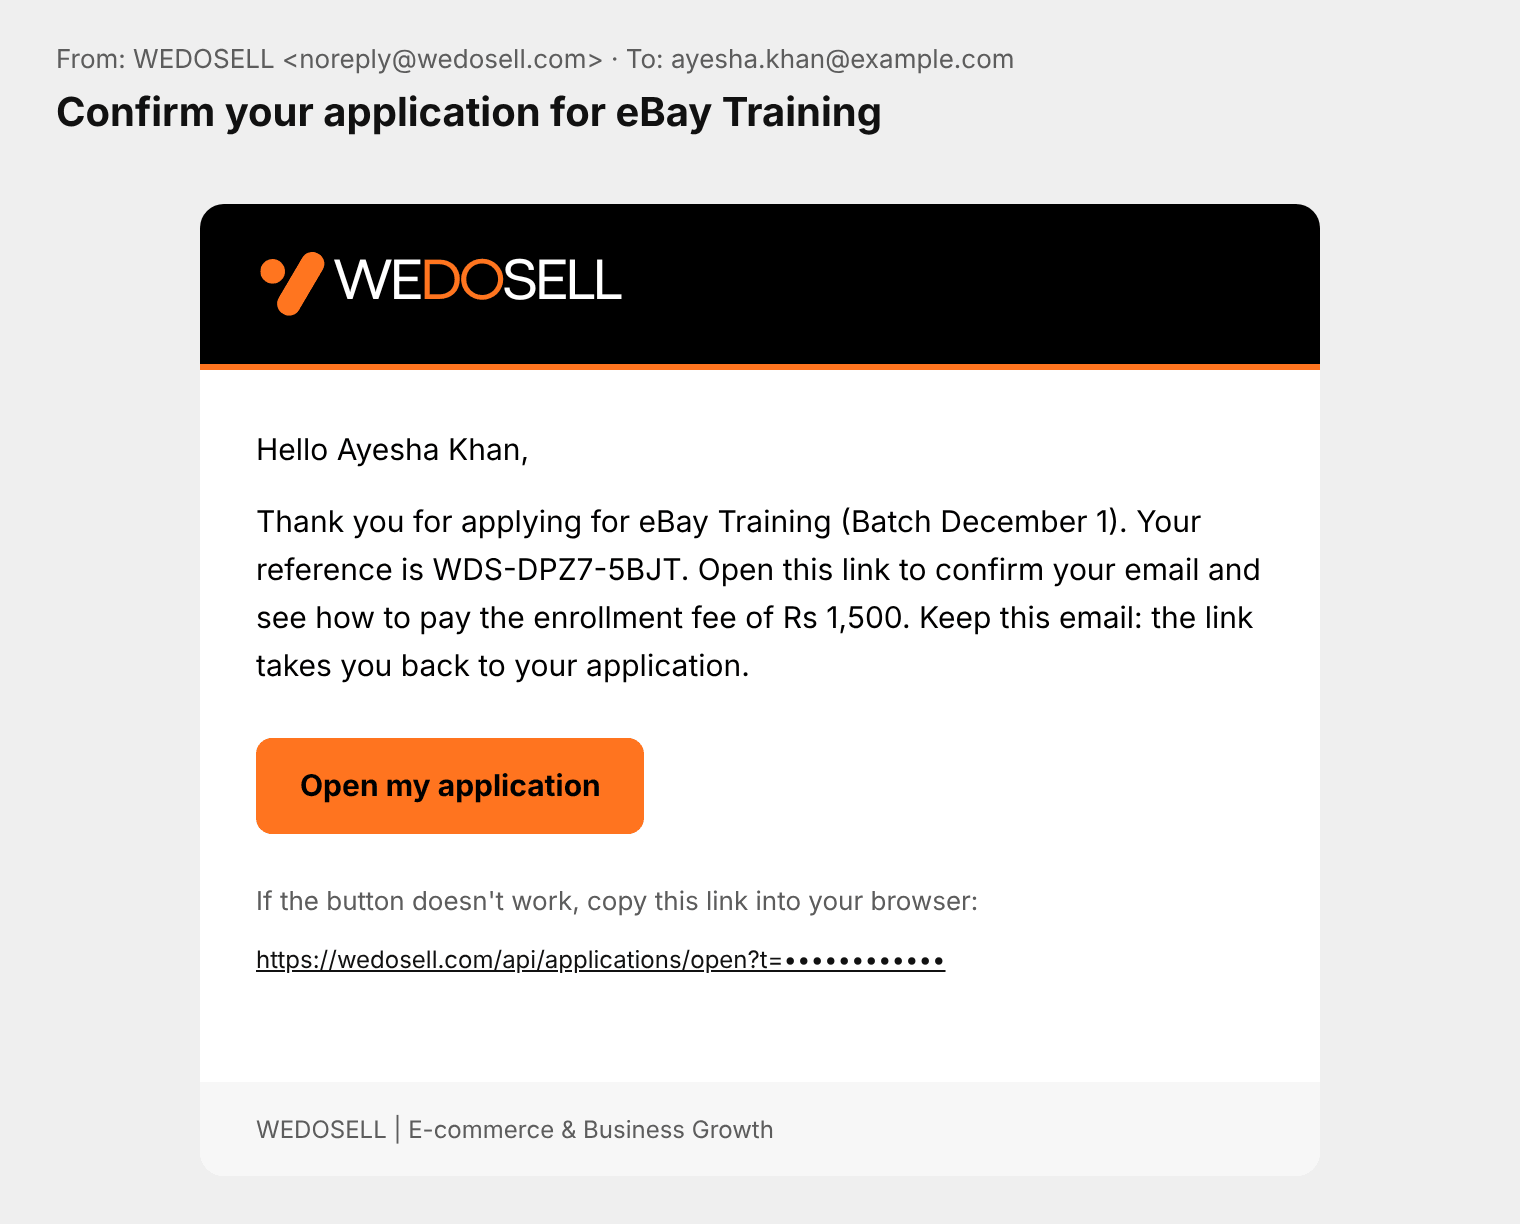 From: WEDOSELL <noreply@wedosell.com> · To: ayesha.khan@example.com
Confirm your application for eBay Training
WEDOSELL
Hello Ayesha Khan,
Thank you for applying for eBay Training (Batch December 1). Your
reference is WDS-DPZ7-5BJT. Open this link to confirm your email and
see how to pay the enrollment fee of Rs 1,500. Keep this email: the link
takes you back to your application.
Open my application
If the button doesn't work, copy this link into your browser:
https://wedosell.com/api/applications/open?t=••••••••••••
WEDOSELL | E-commerce & Business Growth